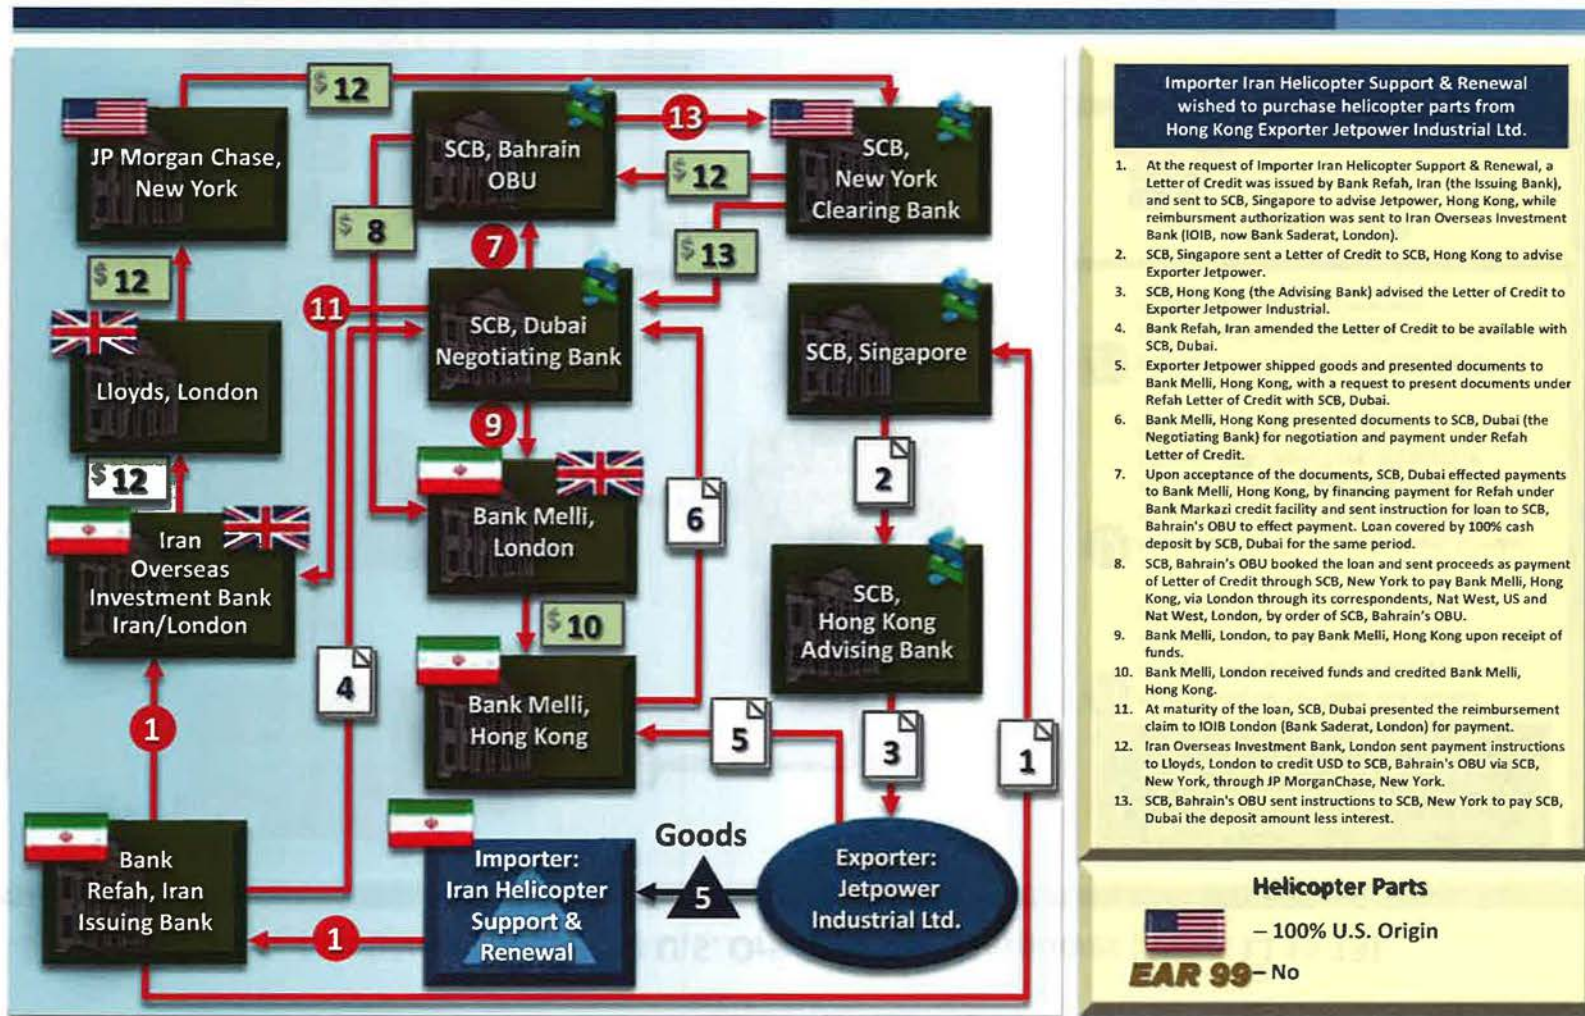 $ 12
JP Morgan Chase,
New York
SCB, Bahrain
OBU
13
SCB,
New York
Clearing Bank
$ 12
$ 8
7
$ 13
$ 12
11
SCB, Dubai
Negotiating Bank
SCB, Singapore
Lloyds, London
9
2
$ 12
Bank Melli,
London
6
Iran
Overseas
Investment Bank
Iran/London
SCB,
Hong Kong
Advising Bank
$ 10
4
Bank Melli,
Hong Kong
1
5
3
1
Goods
Bank
Refah, Iran
Issuing Bank
Importer:
Iran Helicopter
Support &
Renewal
5
Exporter:
Jetpower
Industrial Ltd.
1
Importer Iran Helicopter Support & Renewal
wished to purchase helicopter parts from
Hong Kong Exporter Jetpower Industrial Ltd.
1. At the request of Importer Iran Helicopter Support & Renewal, a
Letter of Credit was issued by Bank Refah, Iran (the Issuing Bank),
and sent to SCB, Singapore to advise Jetpower, Hong Kong, while
reimbursment authorization was sent to Iran Overseas Investment
Bank (IOIB, now Bank Saderat, London).
2. SCB, Singapore sent a Letter of Credit to SCB, Hong Kong to advise
Exporter Jetpower.
3. SCB, Hong Kong (the Advising Bank) advised the Letter of Credit to
Exporter Jetpower Industrial.
4. Bank Refah, Iran amended the Letter of Credit to be available with
SCB, Dubai.
5. Exporter Jetpower shipped goods and presented documents to
Bank Melli, Hong Kong, with a request to present documents under
Refah Letter of Credit with SCB, Dubai.
6. Bank Melli, Hong Kong presented documents to SCB, Dubai (the
Negotiating Bank) for negotiation and payment under Refah
Letter of Credit.
7. Upon acceptance of the documents, SCB, Dubai effected payments
to Bank Melli, Hong Kong, by financing payment for Refah under
Bank Markazi credit facility and sent instruction for loan to SCB,
Bahrain's OBU to effect payment. Loan covered by 100% cash
deposit by SCB, Dubai for the same period.
8. SCB, Bahrain's OBU booked the loan and sent proceeds as payment
of Letter of Credit through SCB, New York to pay Bank Melli, Hong
Kong, via London through its correspondents, Nat West, US and
Nat West, London, by order of SCB, Bahrain's OBU.
9. Bank Melli, London, to pay Bank Melli, Hong Kong upon receipt of
funds.
10. Bank Melli, London received funds and credited Bank Melli,
Hong Kong.
11. At maturity of the loan, SCB, Dubai presented the reimbursement
claim to IOIB London (Bank Saderat, London) for payment.
12. Iran Overseas Investment Bank, London sent payment instructions
to Lloyds, London to credit USD to SCB, Bahrain's OBU via SCB,
New York, through JP MorganChase, New York.
13. SCB, Bahrain's OBU sent instructions to SCB, New York to pay SCB,
Dubai the deposit amount less interest.
Helicopter Parts
– 100% U.S. Origin
EAR 99 – No